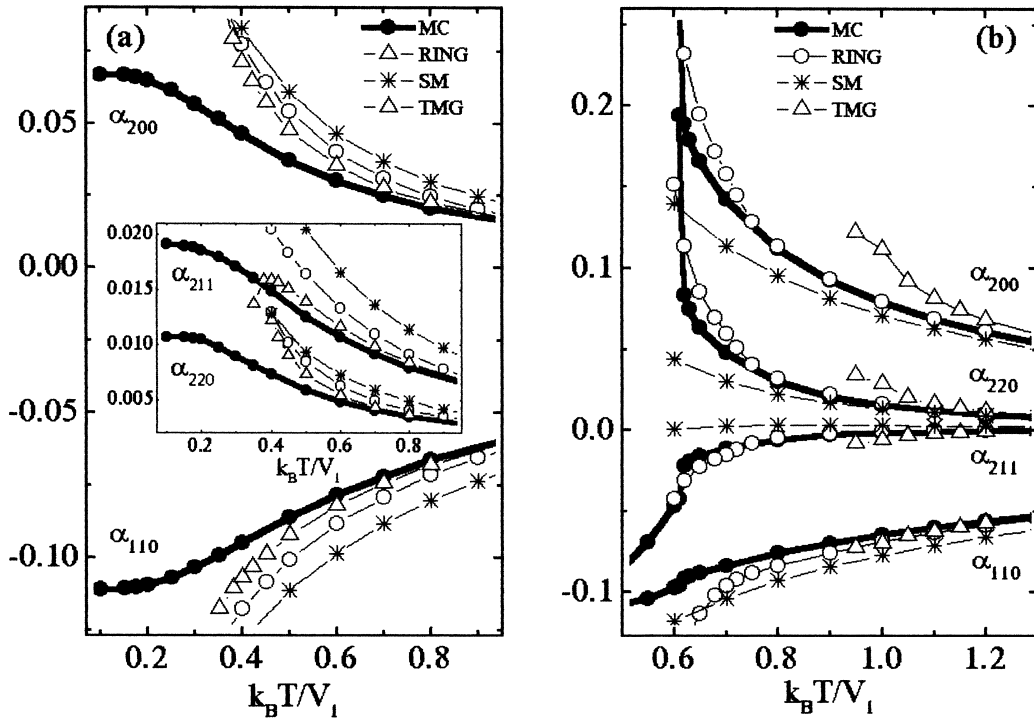 (a)
MC
RING
SM
TMG
α200
0.05
0.00
-0.05
-0.10
0.020
0.015
0.010
0.005
α211
α220
0.2 0.4 0.6 0.8
kBT/V1
α110
0.2 0.4 0.6 0.8
kBT/V1
(b)
MC
RING
SM
TMG
0.2
0.1
0.0
-0.1
α200
α220
α211
α110
0.6 0.8 1.0 1.2
kBT/V1